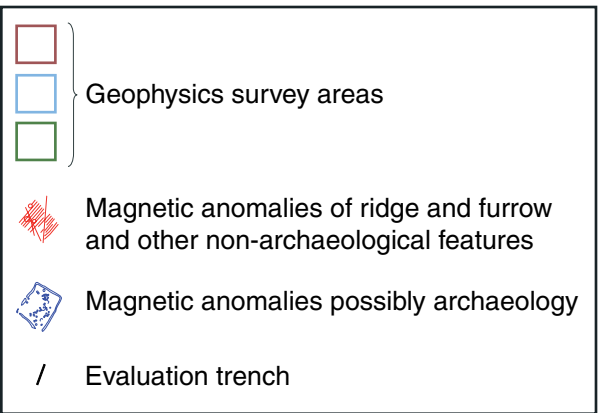 Geophysics survey areas
Magnetic anomalies of ridge and furrow
and other non-archaeological features
Magnetic anomalies possibly archaeology
Evaluation trench